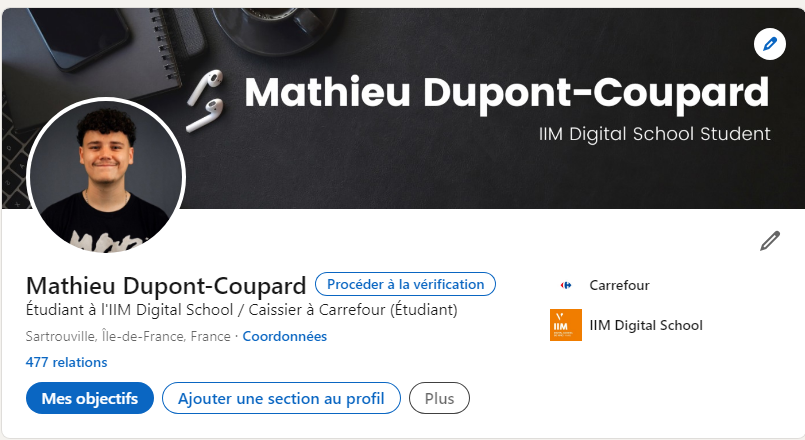 Mathieu Dupont-Coupard
IIM Digital School Student
Mathieu Dupont-Coupard Procéder à la vérification
Étudiant à l'IIM Digital School / Caissier à Carrefour (Étudiant)
Sartrouville, Île-de-France, France · Coordonnées
477 relations
Mes objectifs Ajouter une section au profil Plus
Carrefour
IIM
IIM Digital School